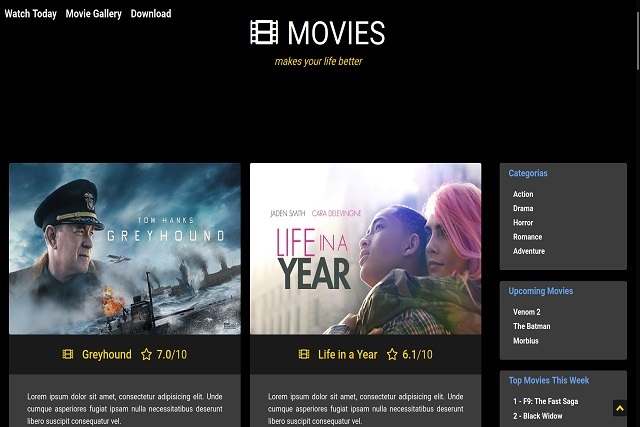 Watch Today Movie Gallery Download
MOVIES
makes your life better
TOM HANKS
GREYHOUND
Greyhound 7.0/10
Lorem ipsum dolor sit amet, consectetur adipisicing elit. Unde
cumque asperiores fugiat ipsam nulla necessitatibus deserunt
libero suscipit consequatur vel.
JADEN SMITH CARA DELEVINGNE
LIFE IN A
YEAR
Life in a Year 6.1/10
Lorem ipsum dolor sit amet, consectetur adipisicing elit. Unde
cumque asperiores fugiat ipsam nulla necessitatibus deserunt
libero suscipit consequatur vel.
Categorias
Action
Drama
Horror
Romance
Adventure
Upcoming Movies
Venom 2
The Batman
Morbius
Top Movies This Week
1 - F9: The Fast Saga
2 - Black Widow